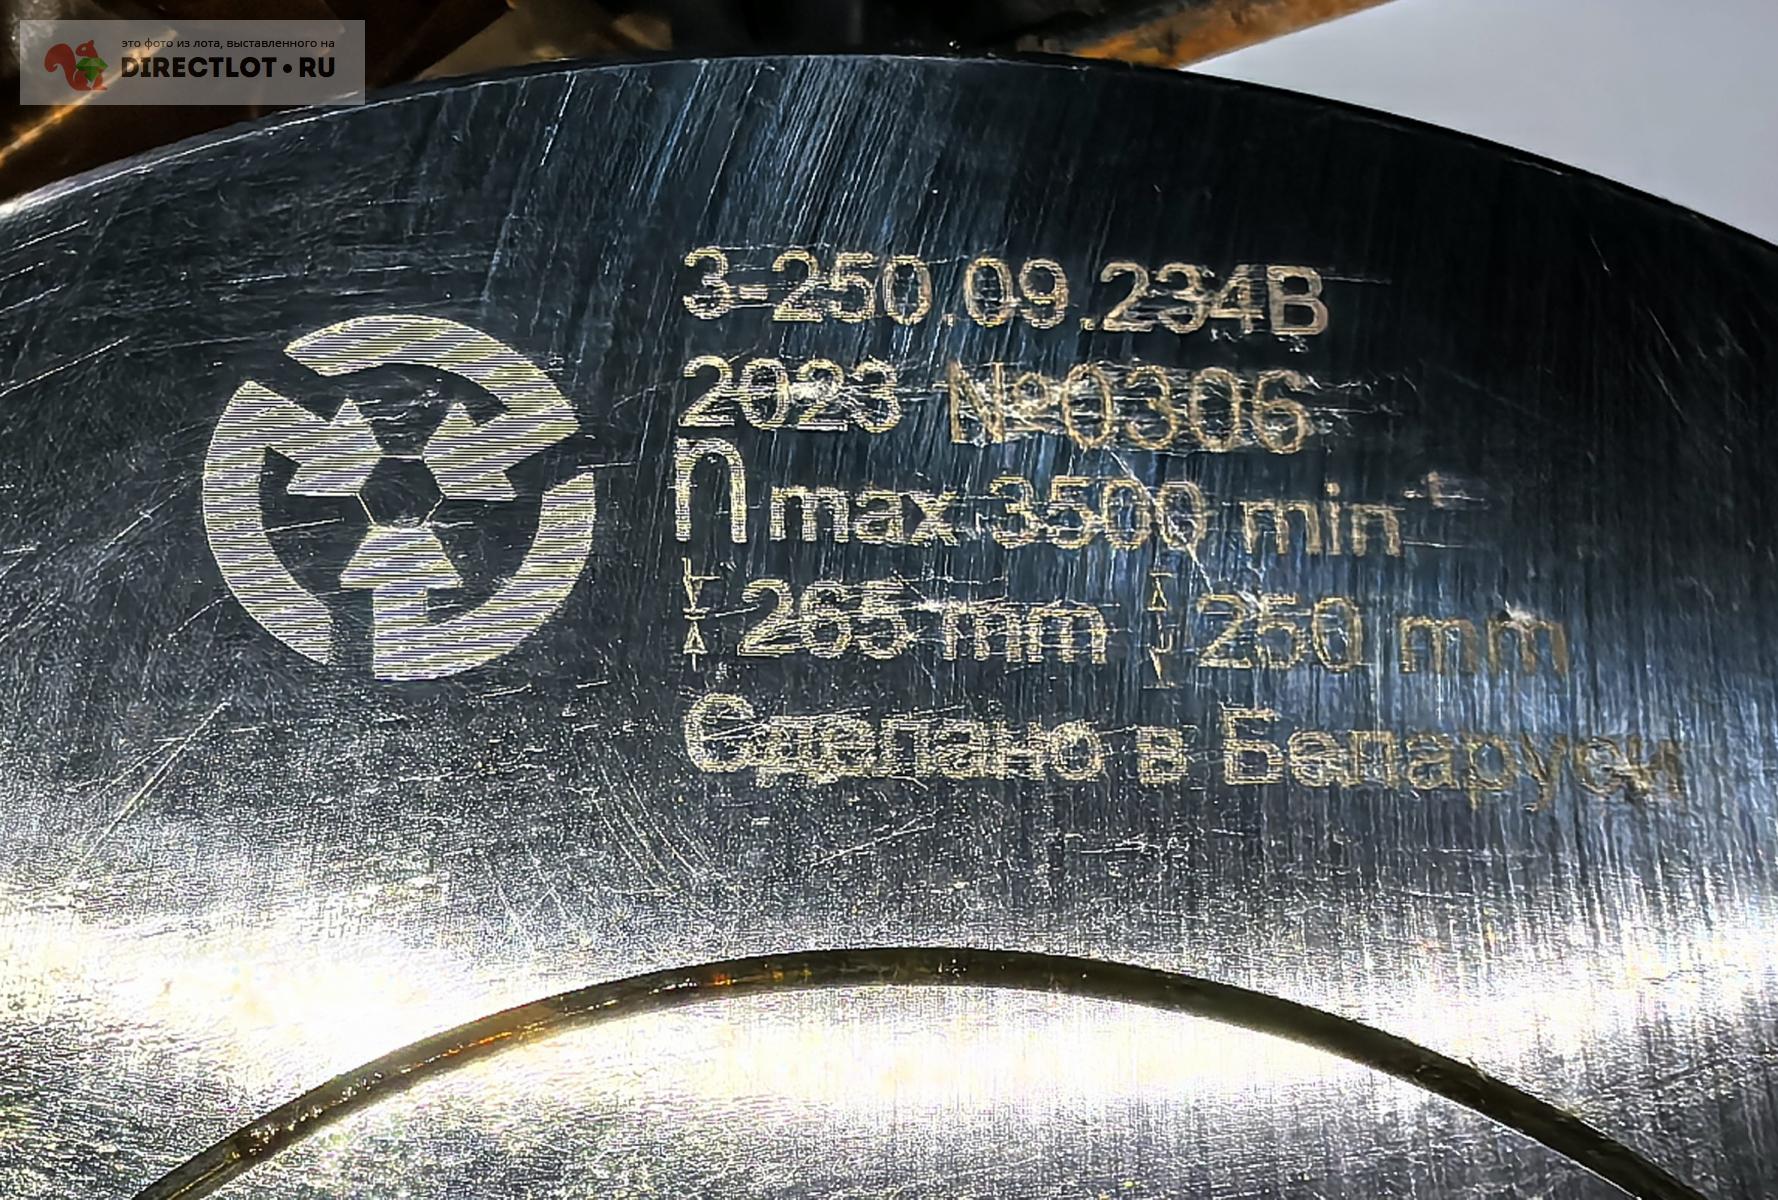 это фото из лота, выставленного на
DIRECTLOT•RU
3-250.09.234В
2023 №0306
n max 3500 min⁻¹
265 mm 250 mm
Сделано в Беларуси